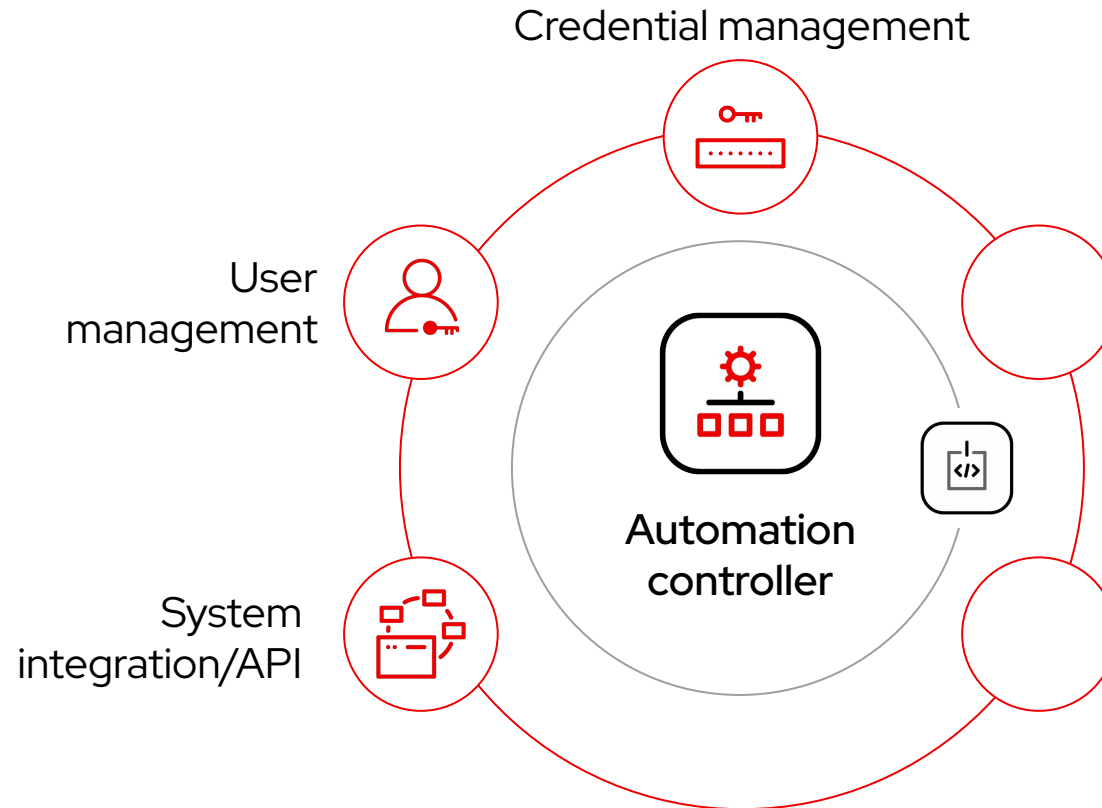 Credential management
User
management
Automation
controller
System
integration/API